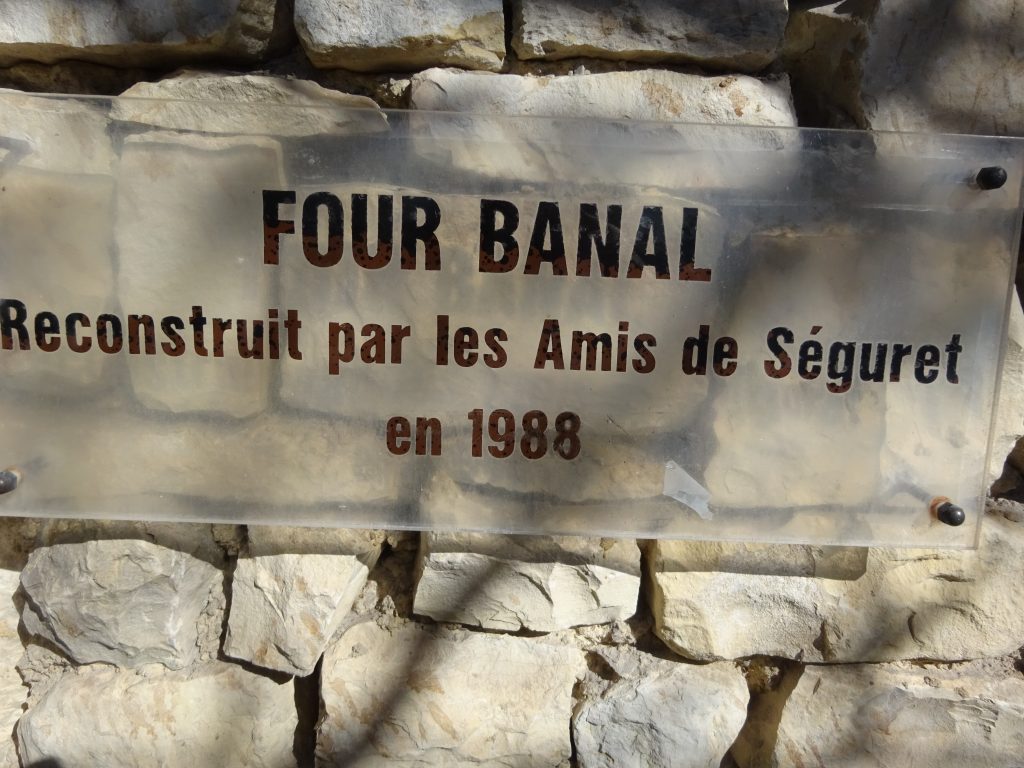 FOUR BANAL
Reconstruit par les Amis de Séguret
en 1988